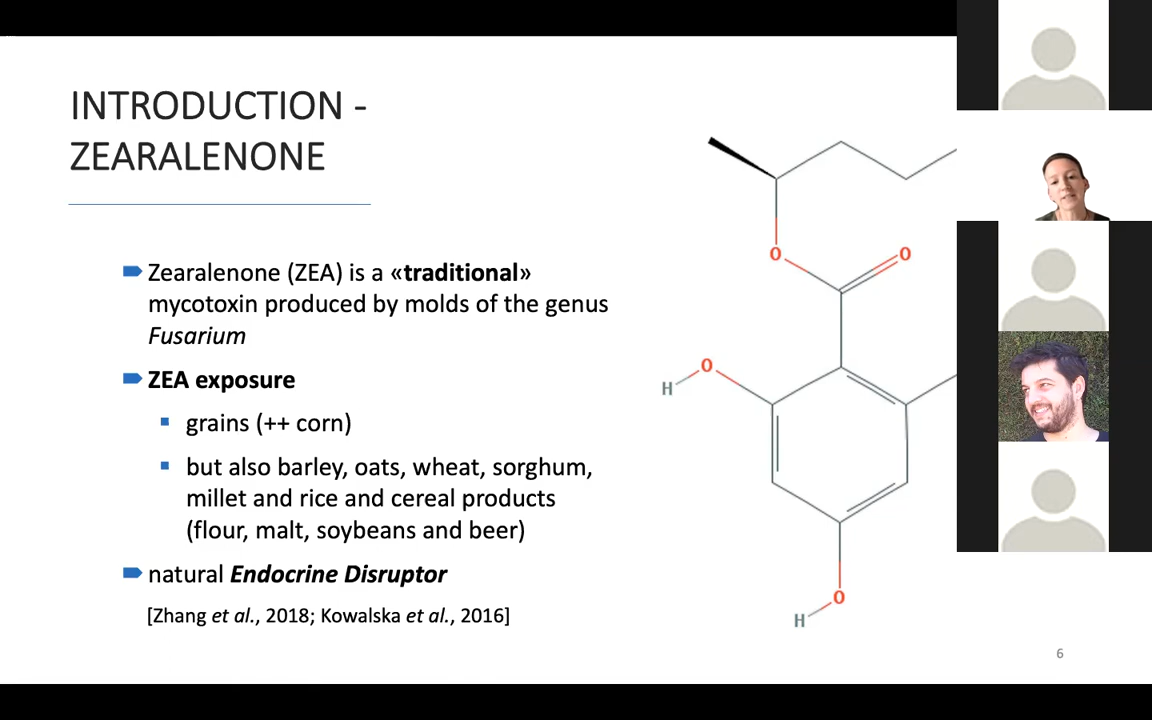 INTRODUCTION -
ZEARALENONE
Zearalenone (ZEA) is a «traditional»
mycotoxin produced by molds of the genus
Fusarium
ZEA exposure
grains (++ corn)
but also barley, oats, wheat, sorghum,
millet and rice and cereal products
(flour, malt, soybeans and beer)
natural Endocrine Disruptor
[Zhang et al., 2018; Kowalska et al., 2016]
O
O
O
H
O
H
6